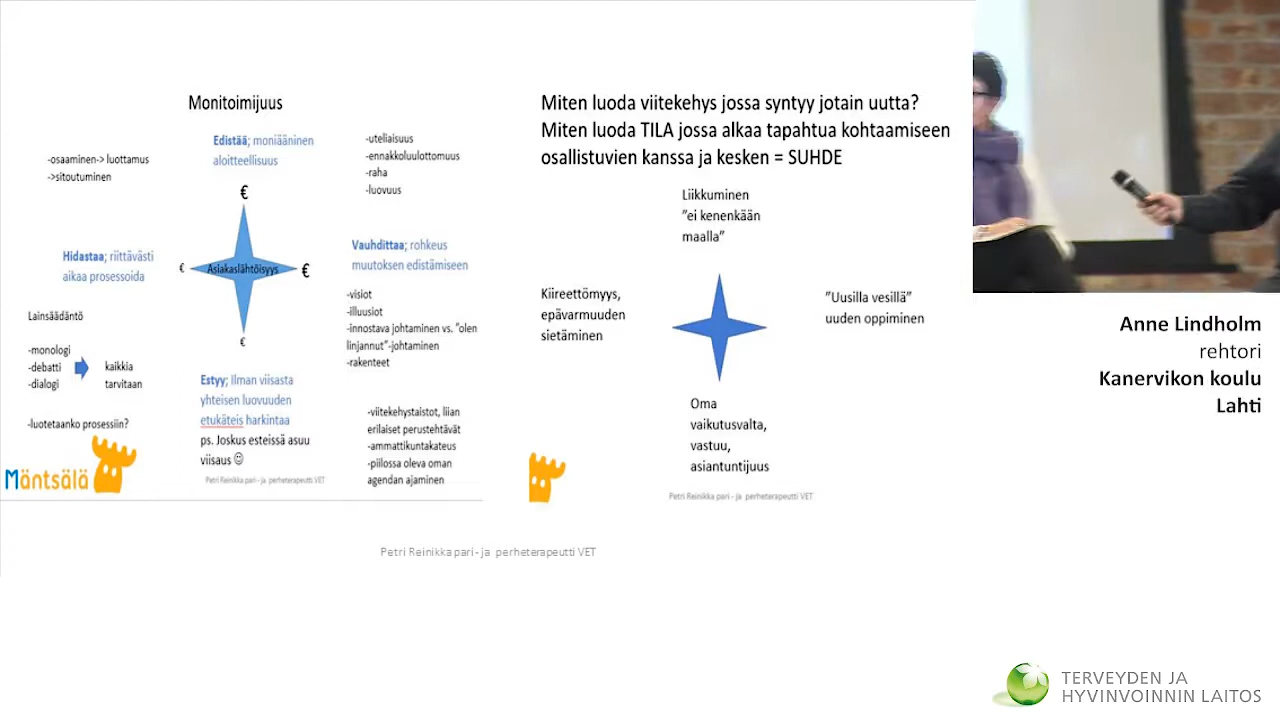 Monitoimijuus
Edistää; moniääninen
aloitteellisuus
-osaaminen-> luottamus
->sitoutuminen
-uteliaisuus
-ennakkoluulottomuus
-raha
-luovuus
€
Hidastaa; riittävästi
aikaa prosessoida
€
Asiakaslähtöisyys
€
Vauhdittaa; rohkeus
muutoksen edistämiseen
€
Lainsäädäntö
-monologi
-debatti
-dialogi
kaikkia
tarvitaan
-luotetaanko prosessiin?
-visiot
-illuusiot
-innostava johtaminen vs. "olen
linjannut"-johtaminen
-rakenteet
Estyy; Ilman viisasta
yhteisen luovuuden
etukäteis harkintaa
ps. Joskus esteissä asuu
viisaus ☺
-viitekehystaistot, liian
erilaiset perustehtävät
-ammattikuntakateus
-piilossa oleva oman
agendan ajaminen
Mäntsälä
Petri Reinikka pari - ja perheterapeutti VET
Miten luoda viitekehys jossa syntyy jotain uutta?
Miten luoda TILA jossa alkaa tapahtua kohtaamiseen
osallistuvien kanssa ja kesken = SUHDE
Liikkuminen
"ei kenenkään
maalla"
Kiireettömyys,
epävarmuuden
sietäminen
"Uusilla vesillä"
uuden oppiminen
Oma
vaikutusvalta,
vastuu,
asiantuntijuus
Petri Reinikka pari - ja perheterapeutti VET
Petri Reinikka pari - ja perheterapeutti VET
Anne Lindholm
rehtori
Kanervikon koulu
Lahti
TERVEYDEN JA
HYVINVOINNIN LAITOS